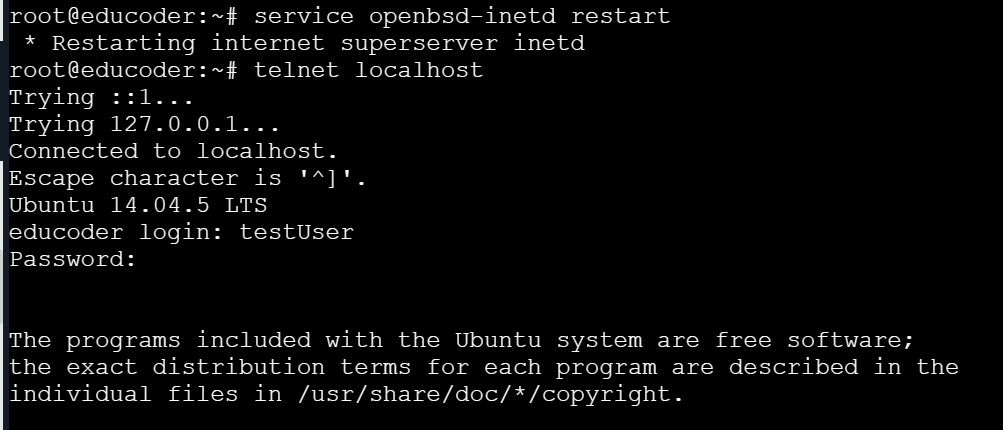 root@educoder:~# service openbsd-inetd restart
 * Restarting internet superserver inetd
root@educoder:~# telnet localhost
Trying ::1...
Trying 127.0.0.1...
Connected to localhost.
Escape character is '^]'.
Ubuntu 14.04.5 LTS
educoder login: testUser
Password:
The programs included with the Ubuntu system are free software;
the exact distribution terms for each program are described in the
individual files in /usr/share/doc/*/copyright.